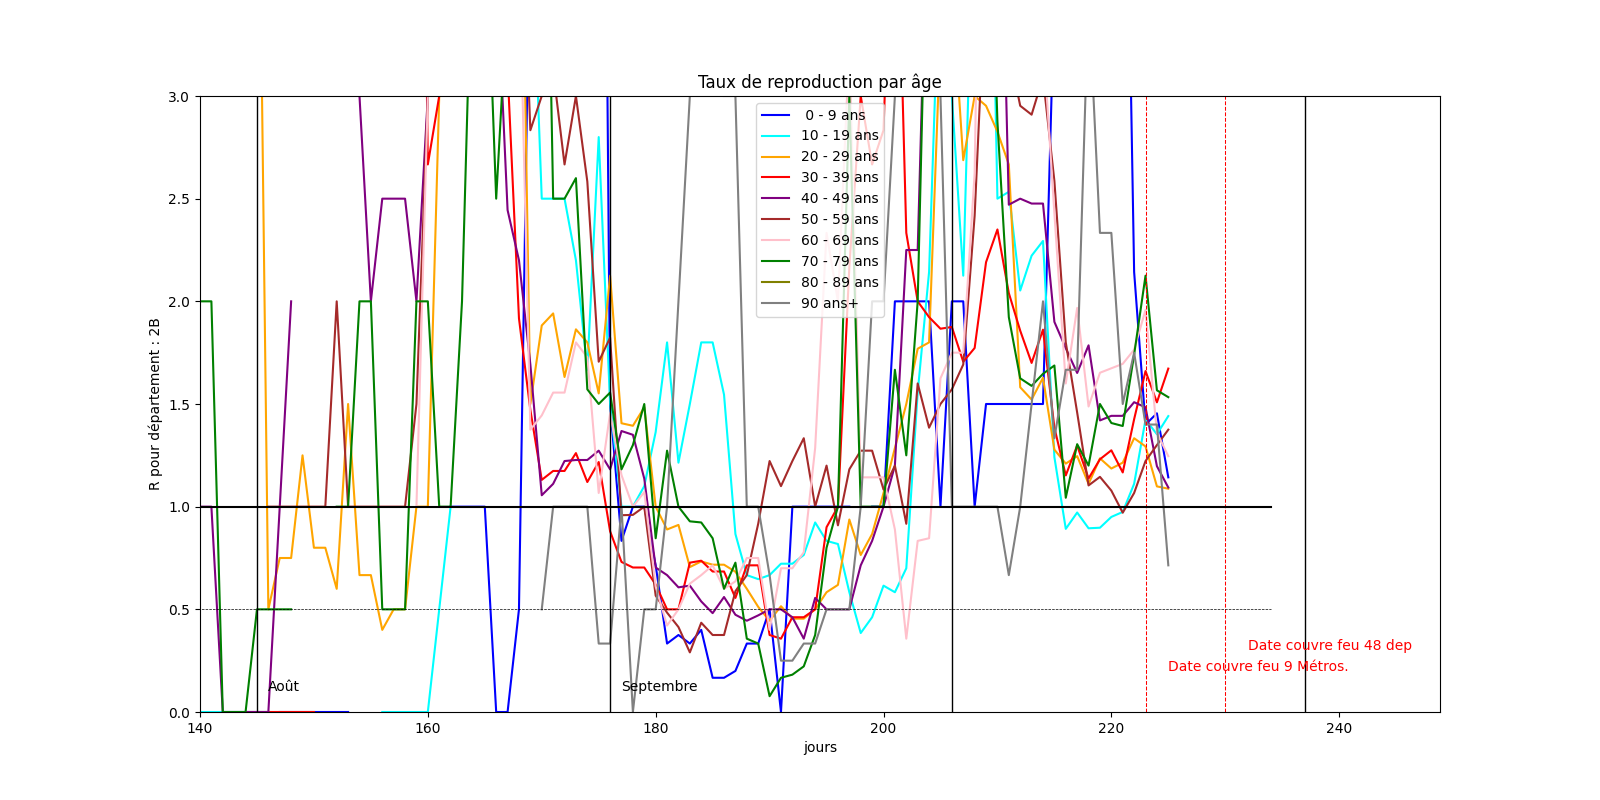 Taux de reproduction par âge
R pour département : 2B
3.0
2.5
2.0
1.5
1.0
0.5
0.0
0 - 9 ans
10 - 19 ans
20 - 29 ans
30 - 39 ans
40 - 49 ans
50 - 59 ans
60 - 69 ans
70 - 79 ans
80 - 89 ans
90 ans+
Date couvre feu 48 dep
Date couvre feu 9 Métros.
Août
Septembre
140
160
180
200
220
240
jours